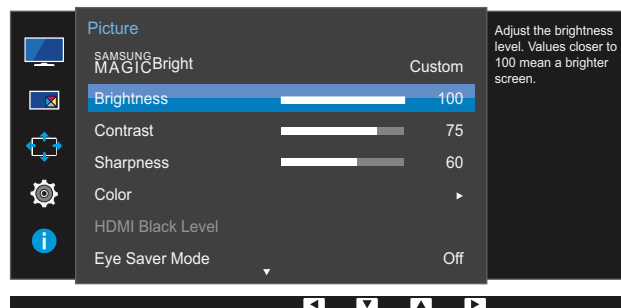 Picture
SAMSUNG
MAGICBright Custom
Brightness 100
Contrast 75
Sharpness 60
Color
HDMI Black Level
Eye Saver Mode Off
Adjust the brightness
level. Values closer to
100 mean a brighter
screen.